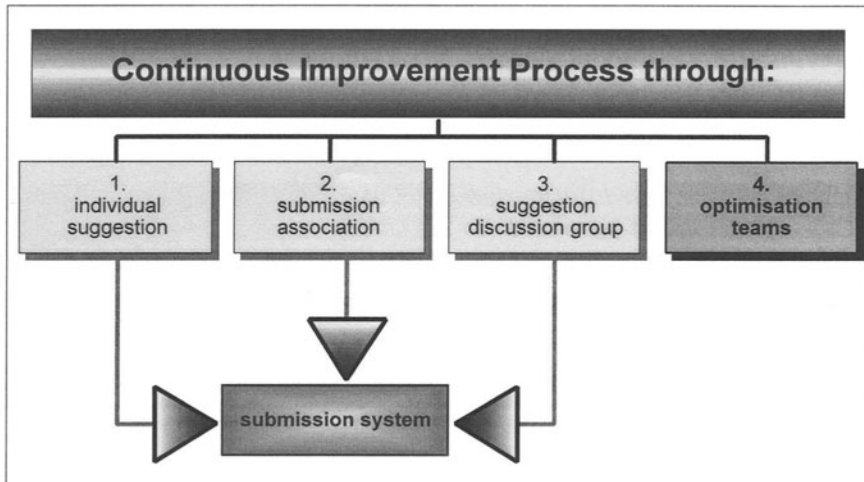 Continuous Improvement Process through:
1.
individual
suggestion
2.
submission
association
3.
suggestion
discussion group
4.
optimisation
teams
submission system